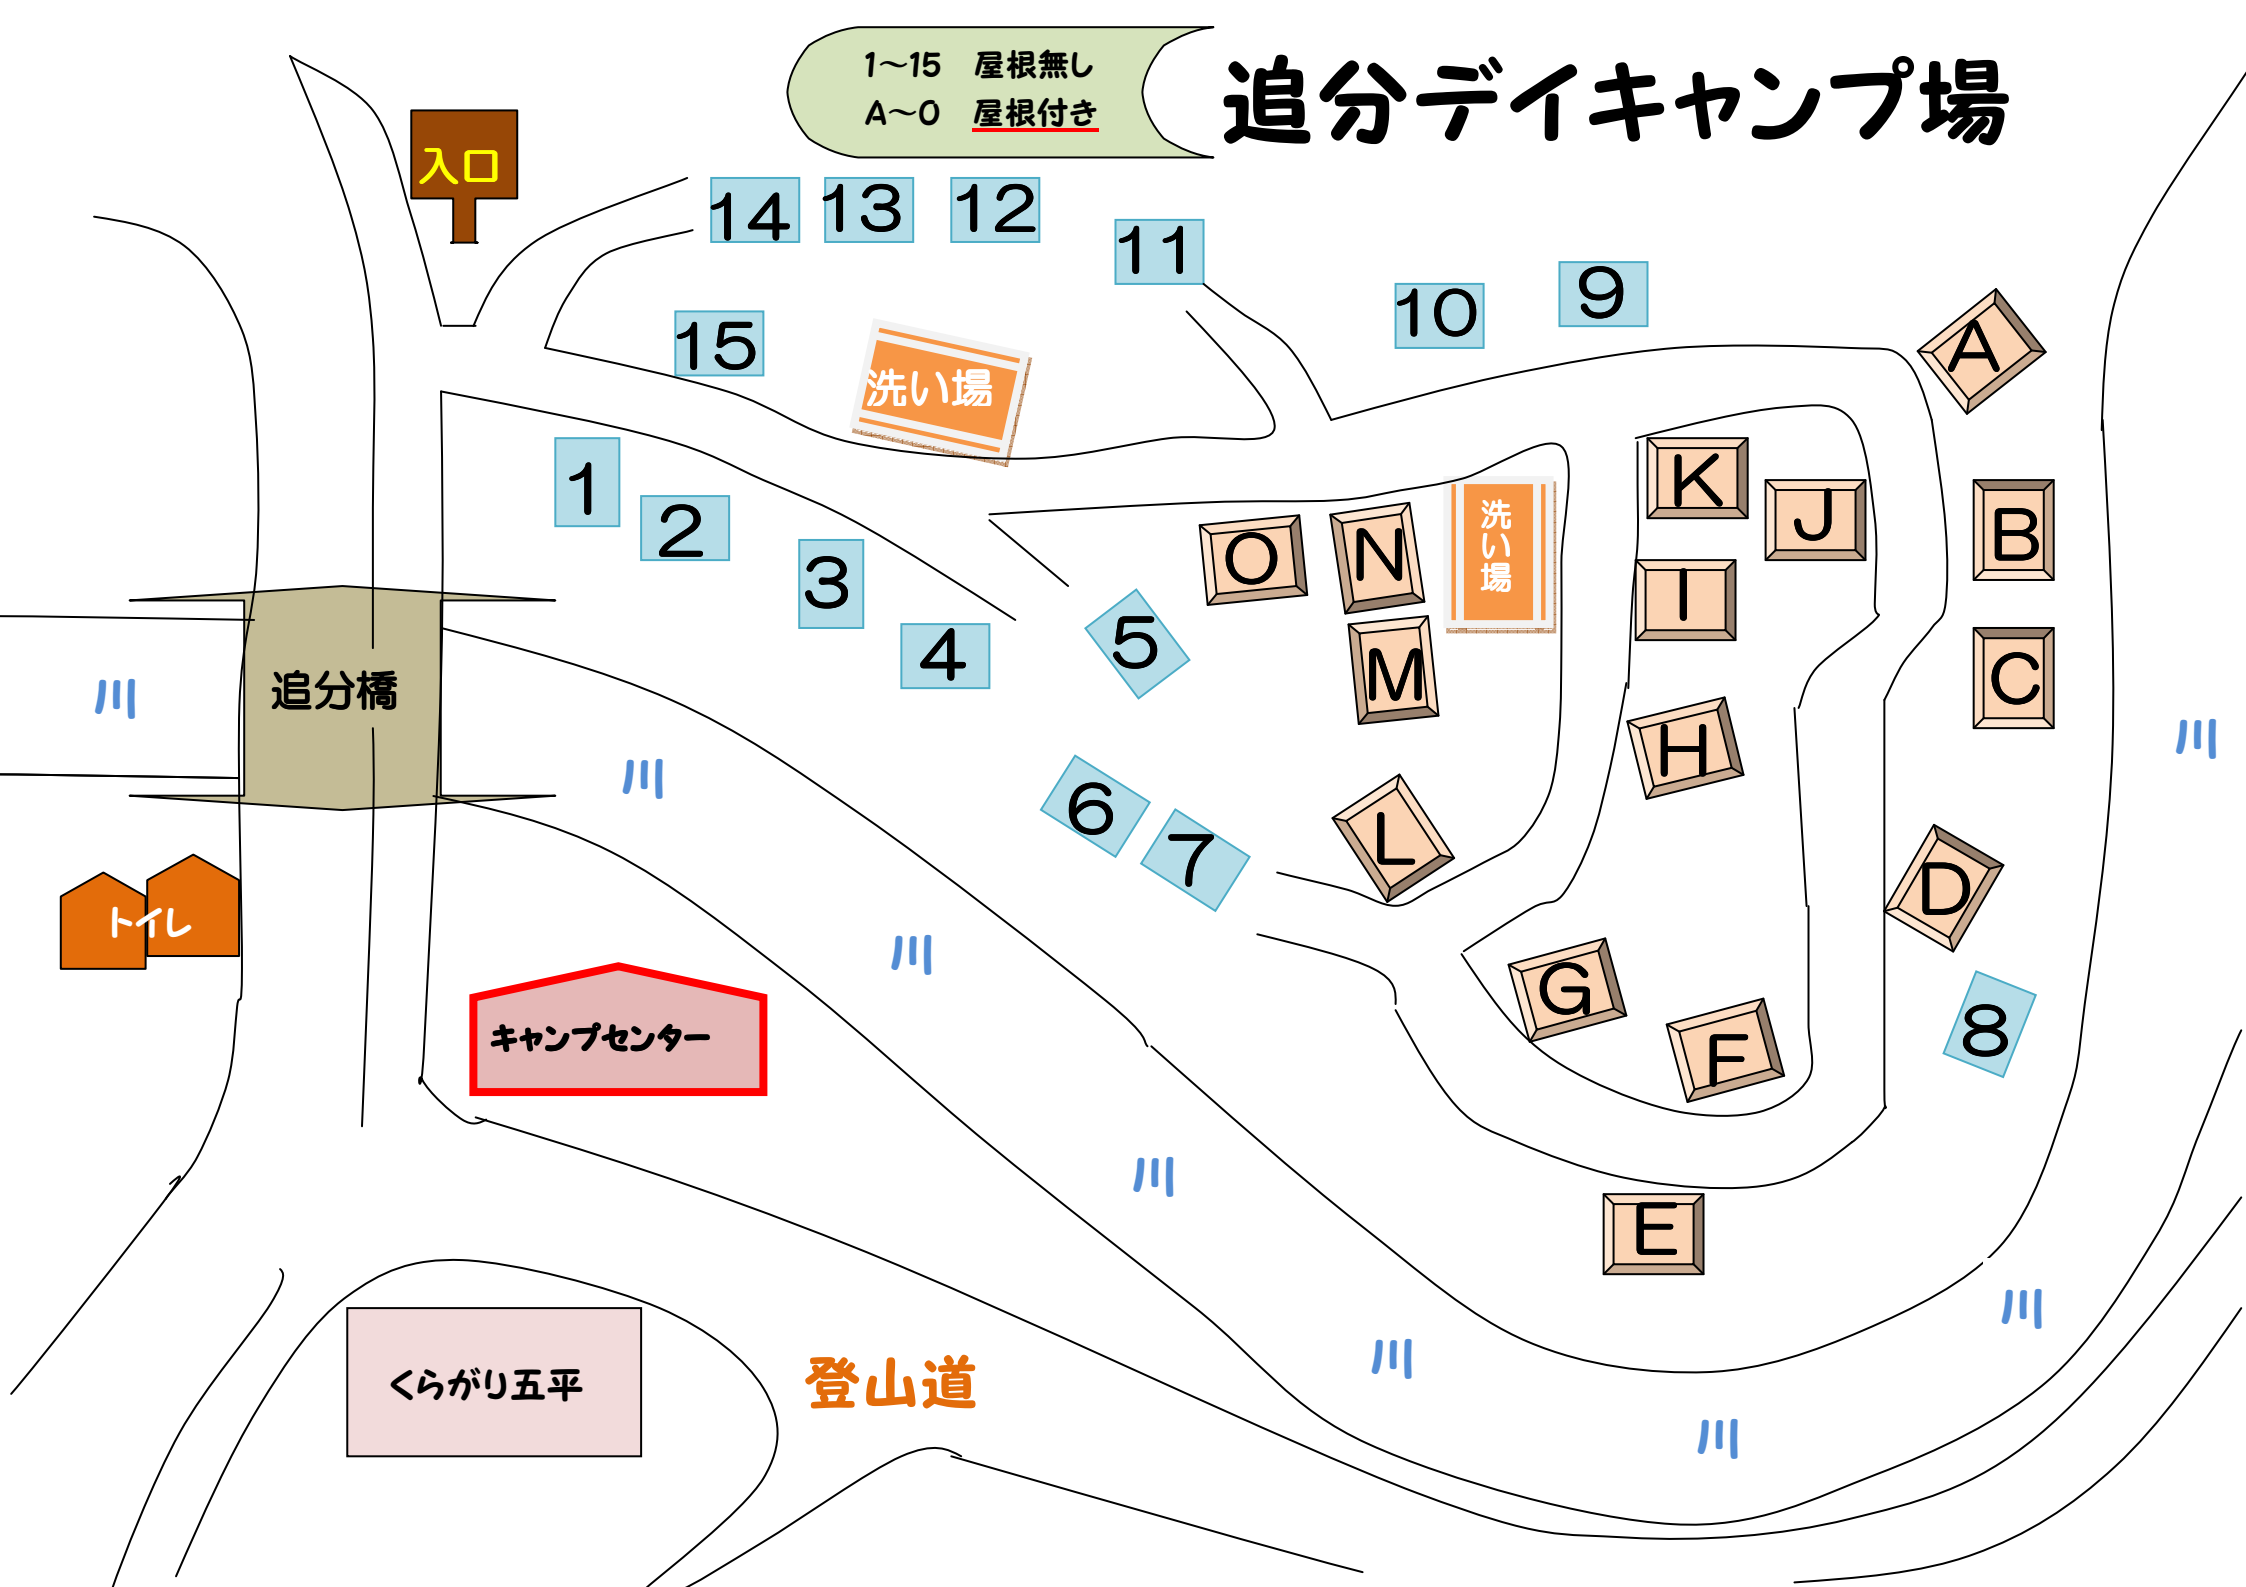 1～15　屋根無し
A～O　屋根付き
追分デイキャンプ場
入口
14
13
12
11
10
9
15
洗い場
A
1
2
3
4
5
O
N
M
洗い場
K
J
I
B
C
H
追分橋
川
川
川
6
7
L
D
トイレ
川
キャンプセンター
G
F
8
川
E
川
川
川
くらがり五平
登山道